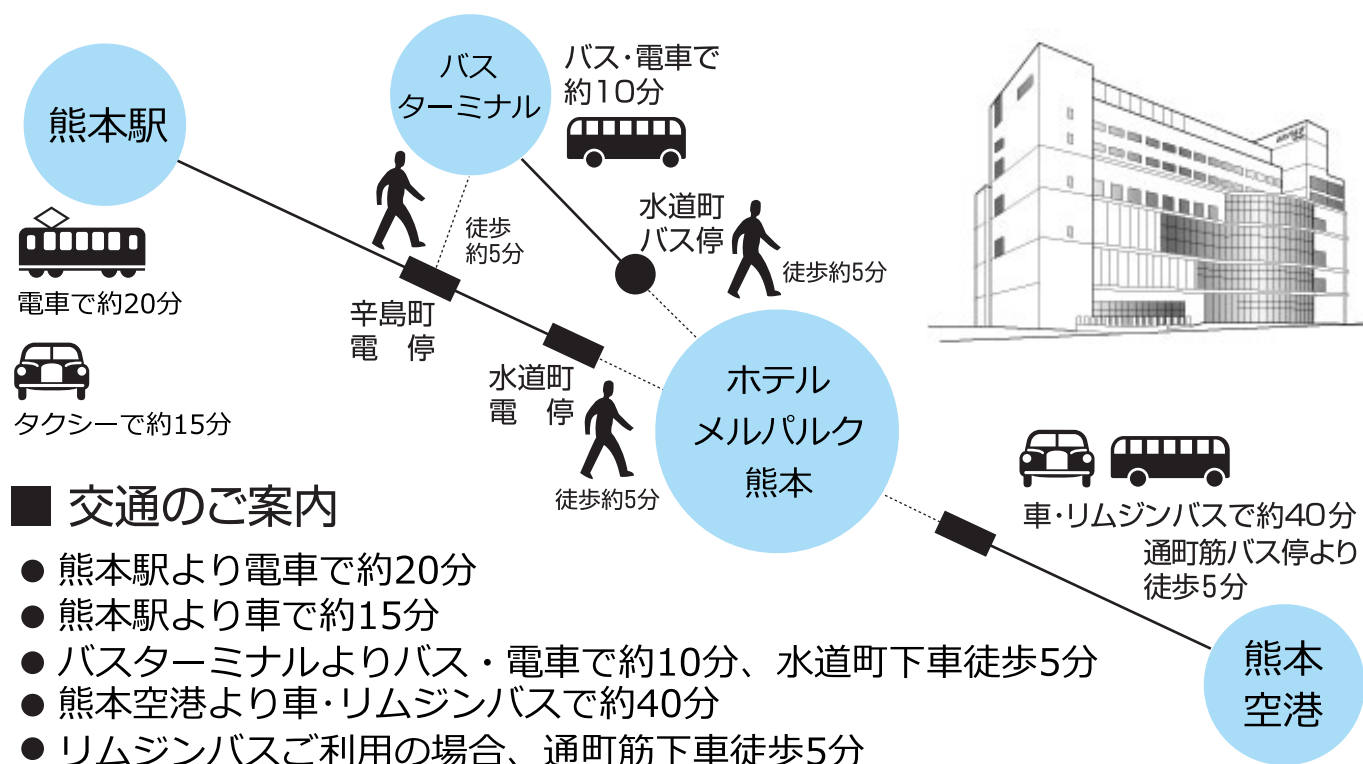 熊本駅
電車で約20分
タクシーで約15分
バス
ターミナル
バス・電車で
約10分
徒歩
約5分
水道町
バス停
徒歩約5分
辛島町
電　停
水道町
電　停
徒歩約5分
ホテル
メルパルク
熊本
車・リムジンバスで約40分
通町筋バス停より
徒歩5分
熊本
空港
■ 交通のご案内
● 熊本駅より電車で約20分
● 熊本駅より車で約15分
● バスターミナルよりバス・電車で約10分、水道町下車徒歩5分
● 熊本空港より車・リムジンバスで約40分
● リムジンバスご利用の場合、通町筋下車徒歩5分